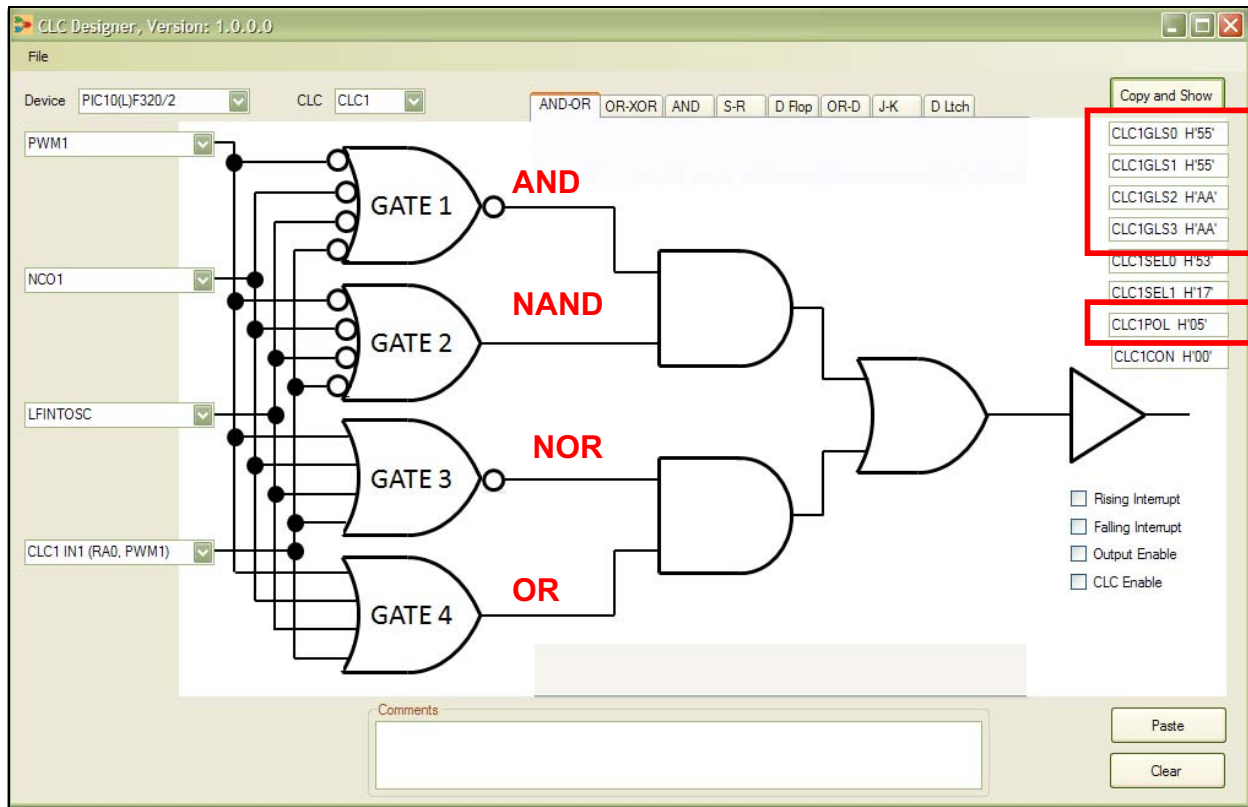 CLC Designer, Version: 1.0.0.0
File
Device PIC10(L)F320/2 CLC CLC1
AND-OR OR-XOR AND S-R D Flop OR-D J-K D Ltch
Copy and Show
PWM1
NCO1
LFINTOSC
CLC1 IN1 (RA0, PWM1)
GATE 1
AND
GATE 2
NAND
GATE 3
NOR
GATE 4
OR
CLC1GLS0 H'55'
CLC1GLS1 H'55'
CLC1GLS2 H'AA'
CLC1GLS3 H'AA'
CLC1SEL0 H'53'
CLC1SEL1 H'17'
CLC1POL H'05'
CLC1CON H'00'
Rising Interrupt
Falling Interrupt
Output Enable
CLC Enable
Comments
Paste
Clear